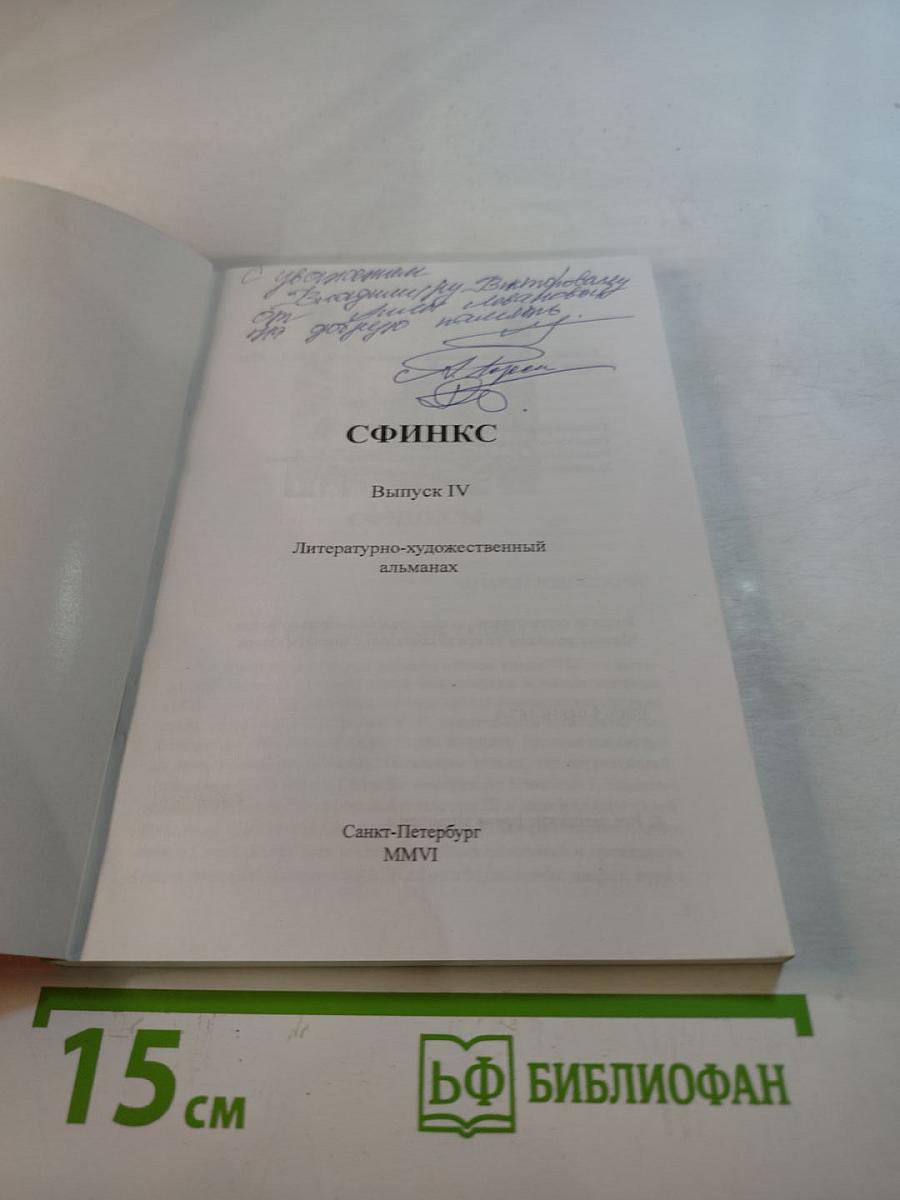 С уважением
Владимиру Викторовичу
от
на добрую память
СФИНКС
Выпуск IV
Литературно-художественный
альманах
Санкт-Петербург
MMVI
15 см
БФ БИБЛИОФАН